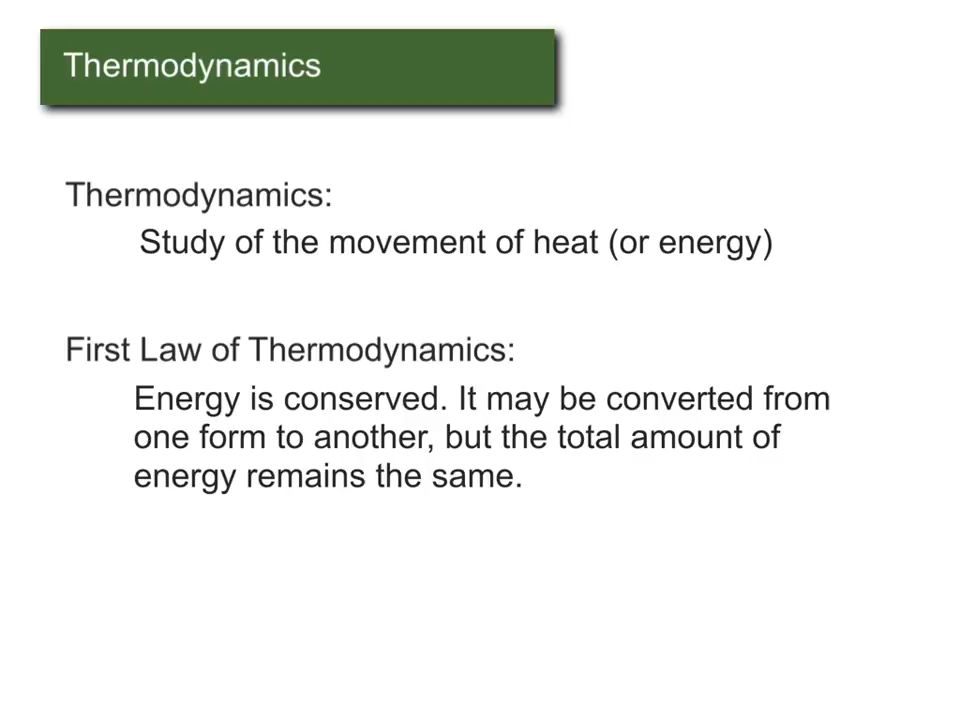 Thermodynamics
Thermodynamics:
Study of the movement of heat (or energy)
First Law of Thermodynamics:
Energy is conserved. It may be converted from
one form to another, but the total amount of
energy remains the same.